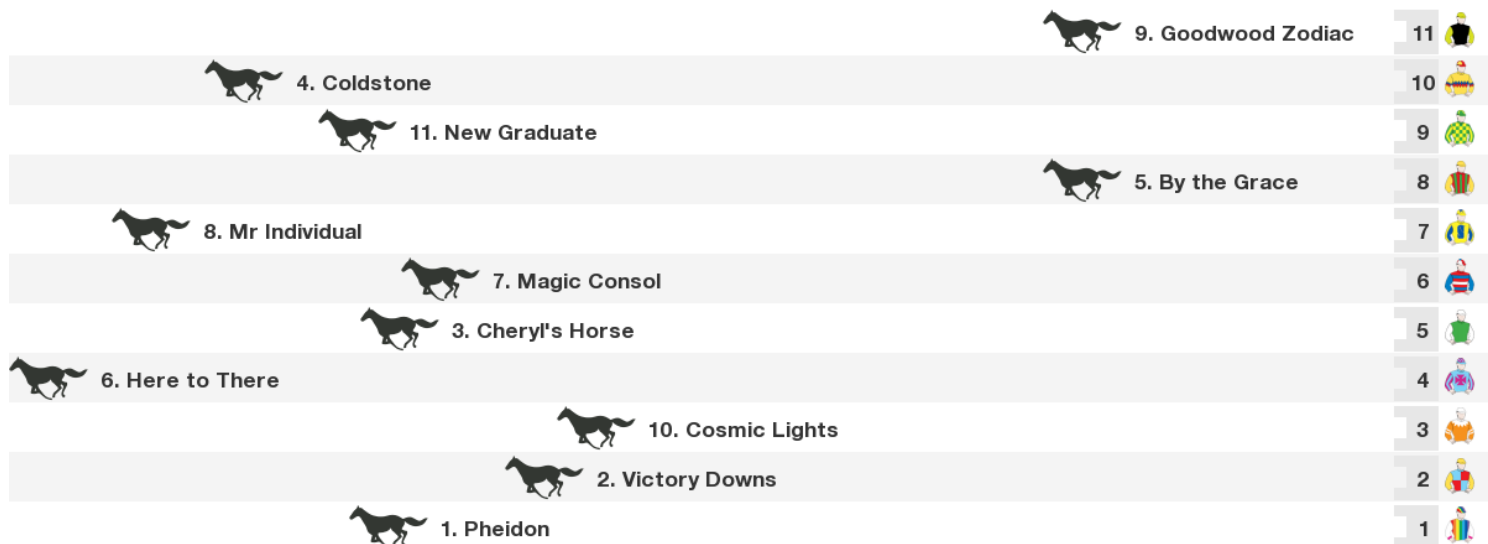 9. Goodwood Zodiac 11
4. Coldstone 10
11. New Graduate 9
5. By the Grace 8
8. Mr Individual 7
7. Magic Consol 6
3. Cheryl's Horse 5
6. Here to There 4
10. Cosmic Lights 3
2. Victory Downs 2
1. Pheidon 1